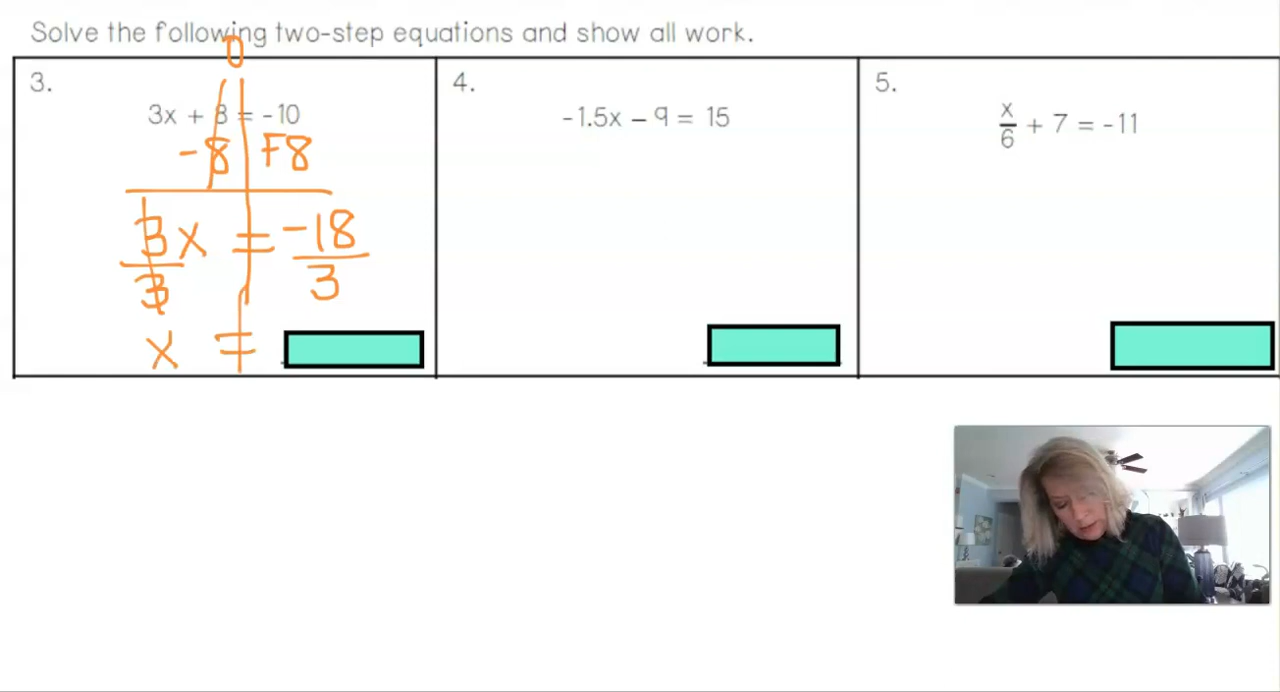 Solve the following two-step equations and show all work.
0
3.
3x + 8 = -10
-8 -8
3x = -18
3 3
x =
4.
-1.5x – 9 = 15
5.
x/6 + 7 = -11